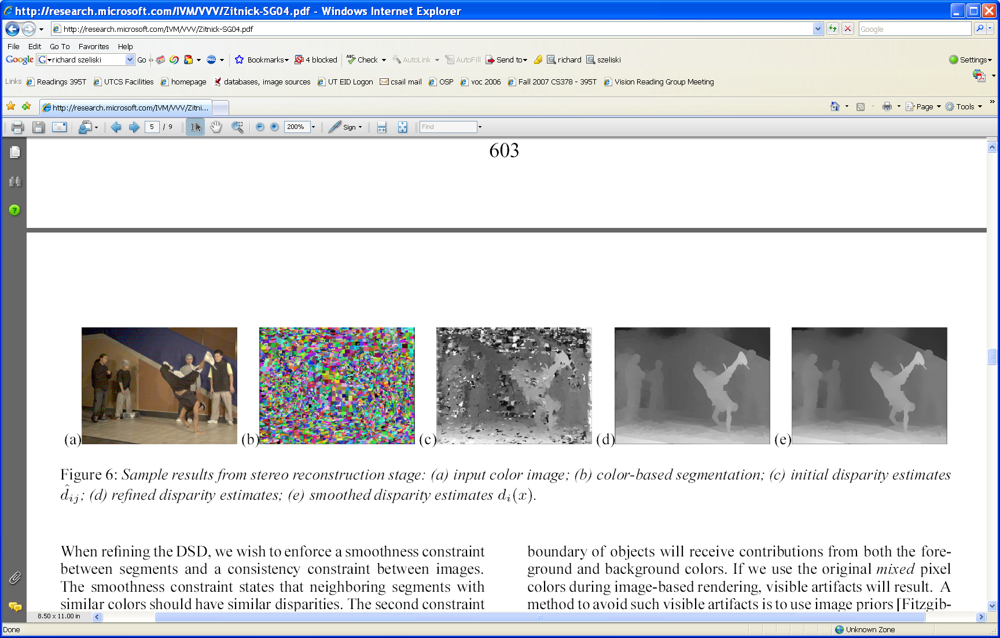 http://research.microsoft.com/IVM/VVV/Zitnick-SG04.pdf - Windows Internet Explorer
http://research.microsoft.com/IVM/VVV/Zitnick-SG04.pdf
Google
File Edit Go To Favorites Help
Google G richard szeliski Go Bookmarks 4 blocked ABC Check AutoLink AutoFill Send to richard szeliski Settings
Links Readings 395T UTCS Facilities homepage databases, image sources UT EID Logon csail mail OSP voc 2006 Fall 2007 CS378 - 395T Vision Reading Group Meeting
http://research.microsoft.com/IVM/VVV/Zitni... Page Tools »
5 / 9 200% Sign Find
603
(a) (b) (c) (d) (e)
Figure 6: Sample results from stereo reconstruction stage: (a) input color image; (b) color-based segmentation; (c) initial disparity estimates
d̂ij; (d) refined disparity estimates; (e) smoothed disparity estimates di(x).
When refining the DSD, we wish to enforce a smoothness constraint
between segments and a consistency constraint between images.
The smoothness constraint states that neighboring segments with
similar colors should have similar disparities. The second constraint
boundary of objects will receive contributions from both the fore-
ground and background colors. If we use the original mixed pixel
colors during image-based rendering, visible artifacts will result. A
method to avoid such visible artifacts is to use image priors [Fitzgib-
8.50 x 11.00 in
Done
Unknown Zone